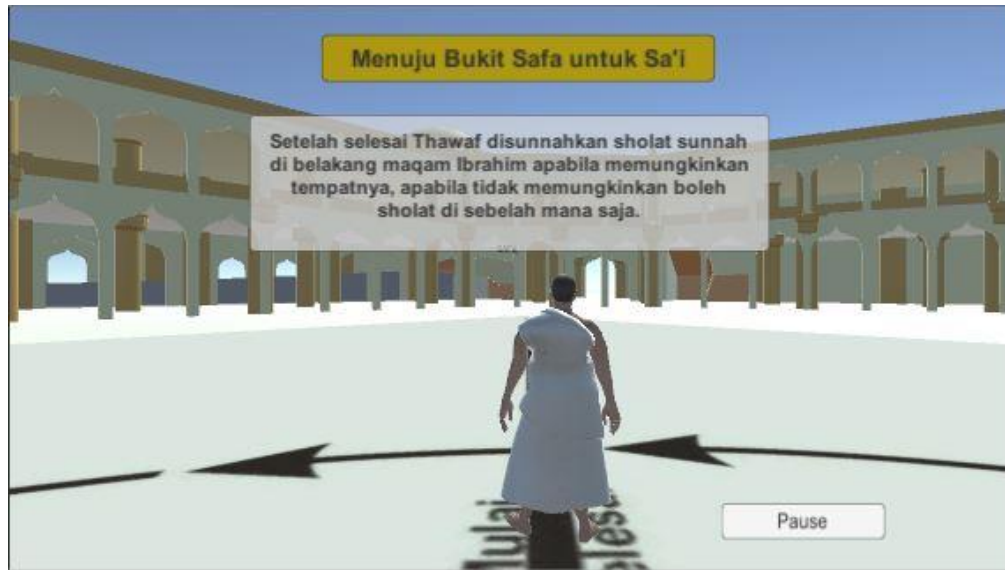 Menuju Bukit Safa untuk Sa'i
Setelah selesai Thawaf disunnahkan sholat sunnah
di belakang maqam Ibrahim apabila memungkinkan
tempatnya, apabila tidak memungkinkan boleh
sholat di sebelah mana saja.
Mulai
Pause